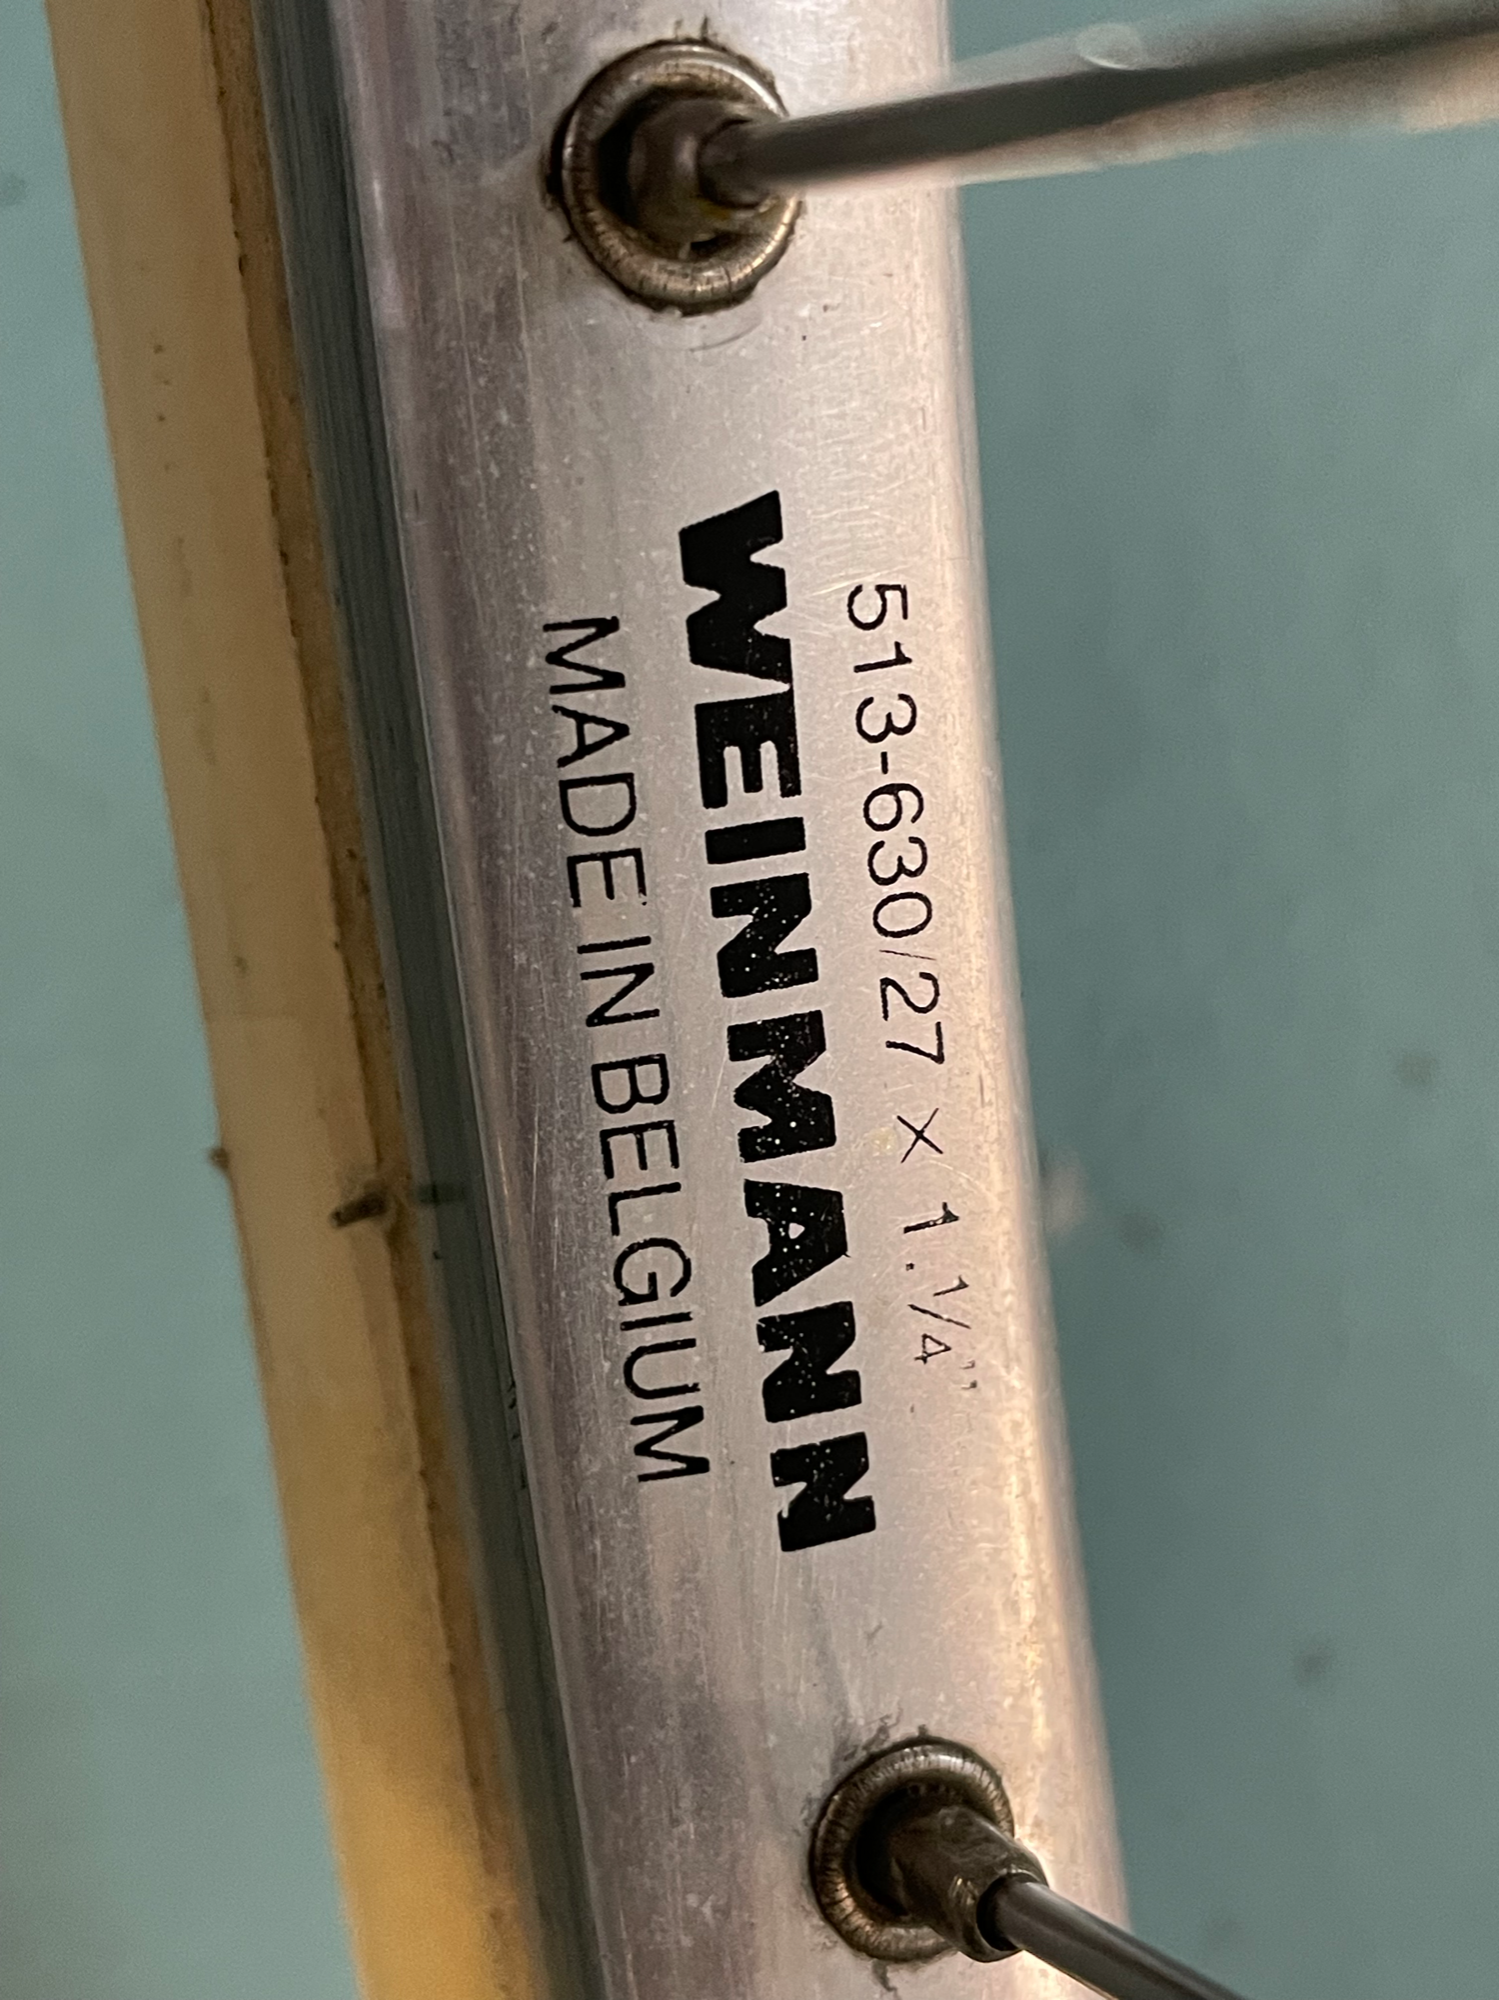 513-630/27 × 1.1/4"
WEINMANN
MADE IN BELGIUM